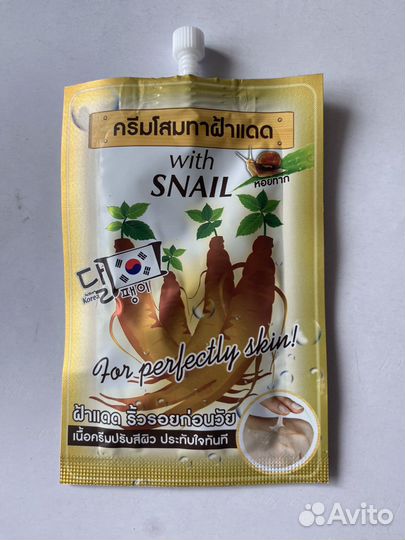 ครีมโสมทาฝ้าแดด
with
SNAIL
หอยทาก
달
Korea
팽이
For perfectly skin!
ฝ้าแดด ริ้วรอยก่อนวัย
เนื้อครีมปรับสีผิว ประทับใจทันที
Avito